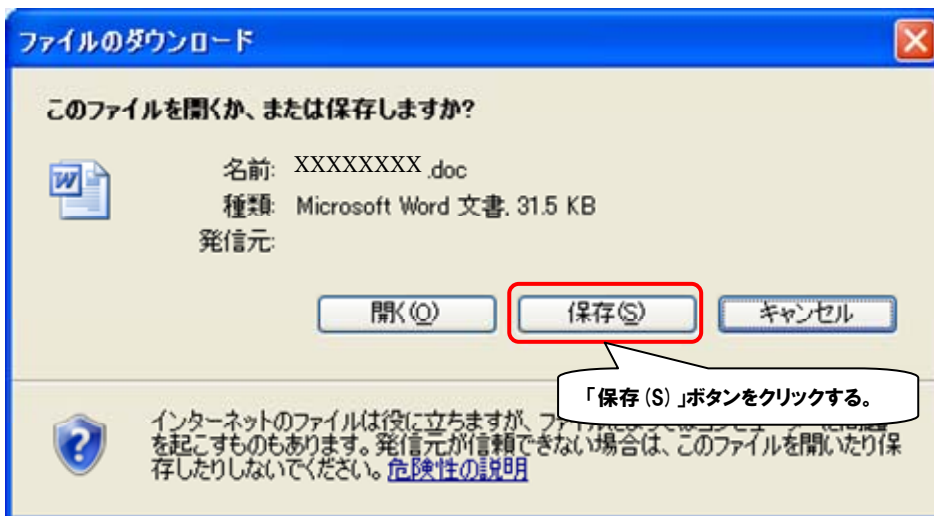 ファイルのダウンロード
このファイルを開くか、または保存しますか?
名前: XXXXXXXX .doc
種類: Microsoft Word 文書, 31.5 KB
発信元:
開く(O) 保存(S) キャンセル
「保存(S)」ボタンをクリックする。
インターネットのファイルは役に立ちますが、ファ
を起こすものもあります。発信元が信頼できない場合は、このファイルを開いたり保
存したりしないでください。危険性の説明